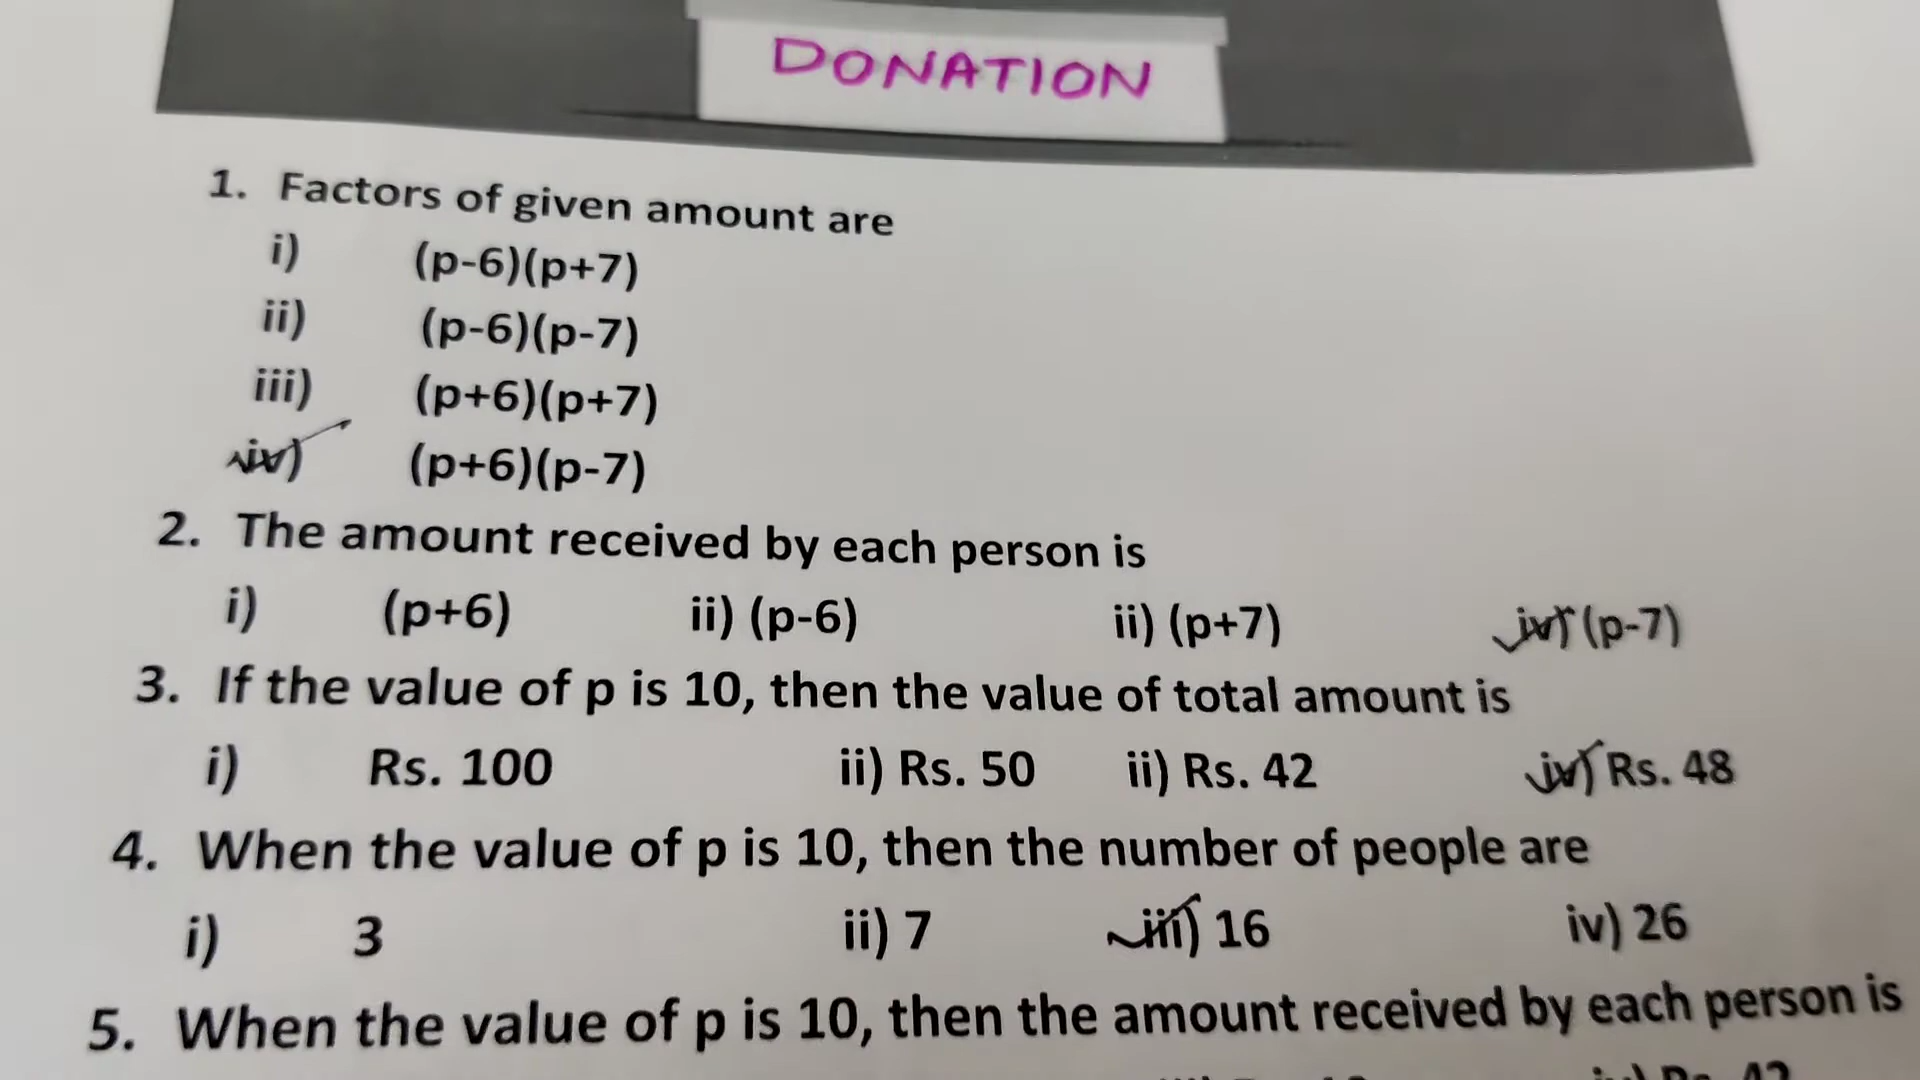 DONATION
1. Factors of given amount are
i) (p-6)(p+7)
ii) (p-6)(p-7)
iii) (p+6)(p+7)
iv) (p+6)(p-7)
2. The amount received by each person is
i) (p+6) ii) (p-6) ii) (p+7) iv) (p-7)
3. If the value of p is 10, then the value of total amount is
i) Rs. 100 ii) Rs. 50 ii) Rs. 42 iv) Rs. 48
4. When the value of p is 10, then the number of people are
i) 3 ii) 7 iii) 16 iv) 26
5. When the value of p is 10, then the amount received by each person is